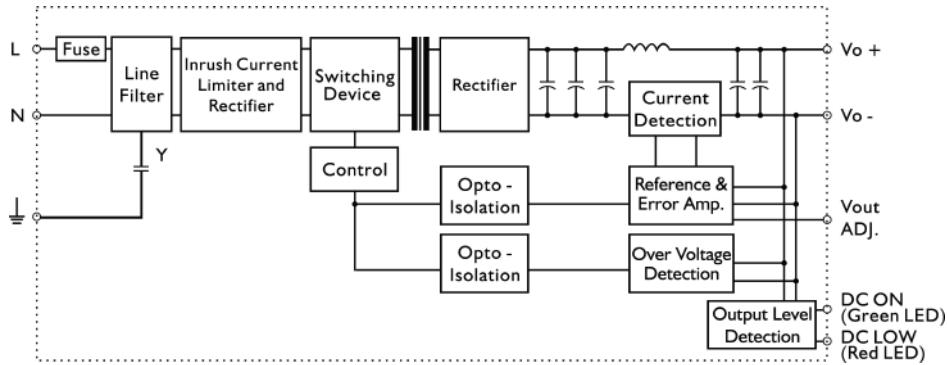 L
Fuse
Line
Filter
Inrush Current
Limiter and
Rectifier
Switching
Device
Rectifier
Vo +
Current
Detection
N
Vo -
Y
Control
Opto -
Isolation
Reference &
Error Amp.
Vout
ADJ.
Opto -
Isolation
Over Voltage
Detection
Output Level
Detection
DC ON
(Green LED)
DC LOW
(Red LED)